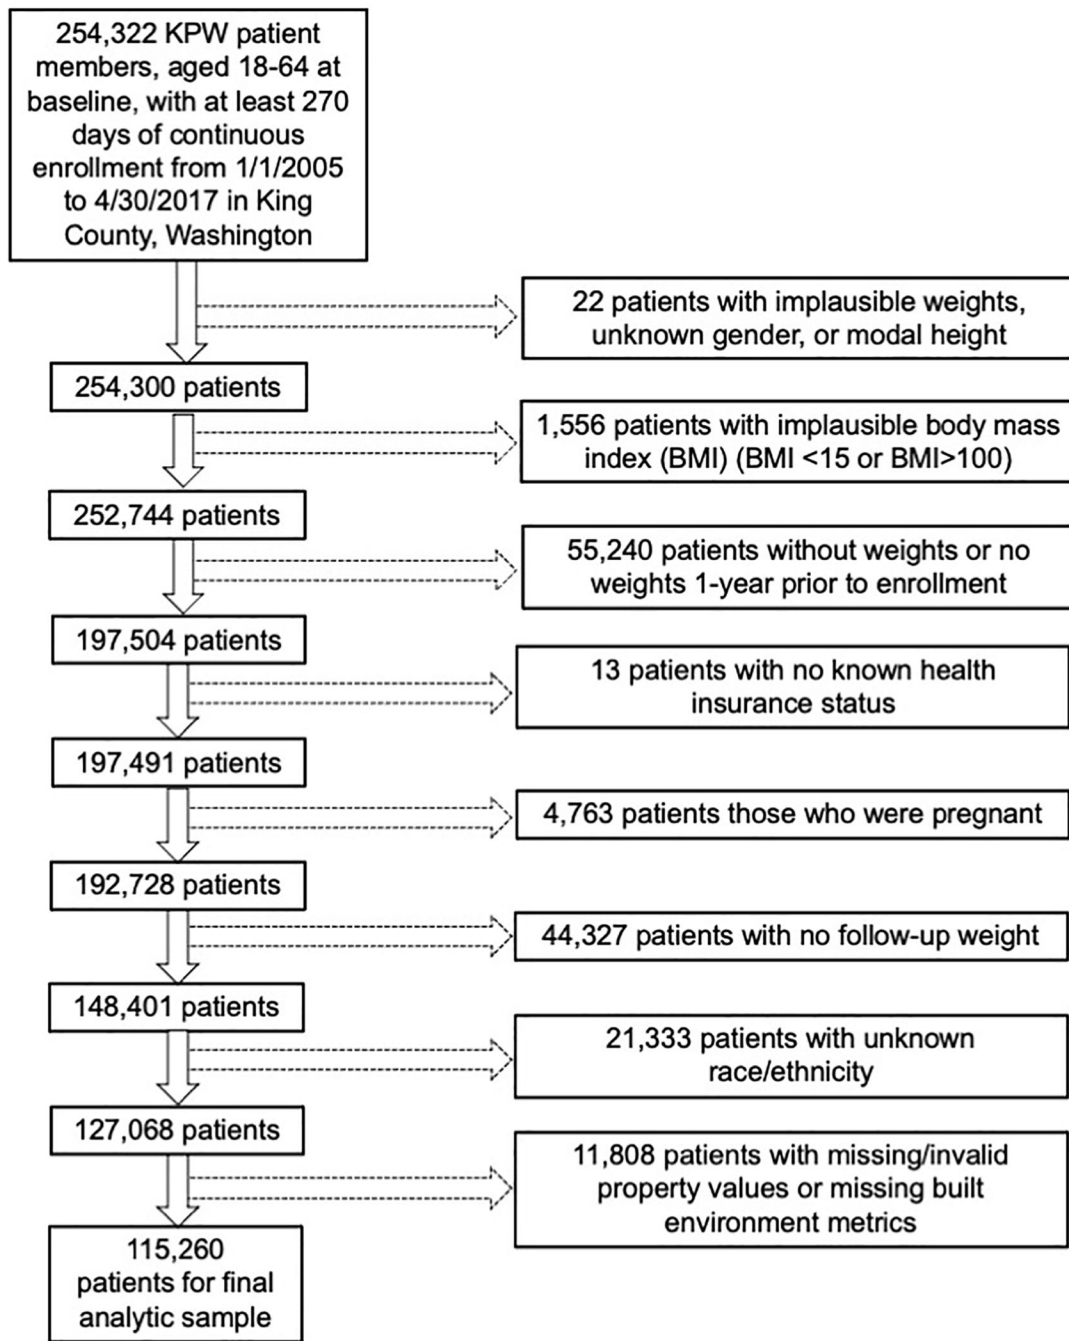 254,322 KPW patient
members, aged 18-64 at
baseline, with at least 270
days of continuous
enrollment from 1/1/2005
to 4/30/2017 in King
County, Washington
22 patients with implausible weights,
unknown gender, or modal height
254,300 patients
1,556 patients with implausible body mass
index (BMI) (BMI <15 or BMI>100)
252,744 patients
55,240 patients without weights or no
weights 1-year prior to enrollment
197,504 patients
13 patients with no known health
insurance status
197,491 patients
4,763 patients those who were pregnant
192,728 patients
44,327 patients with no follow-up weight
148,401 patients
21,333 patients with unknown
race/ethnicity
127,068 patients
11,808 patients with missing/invalid
property values or missing built
environment metrics
115,260
patients for final
analytic sample